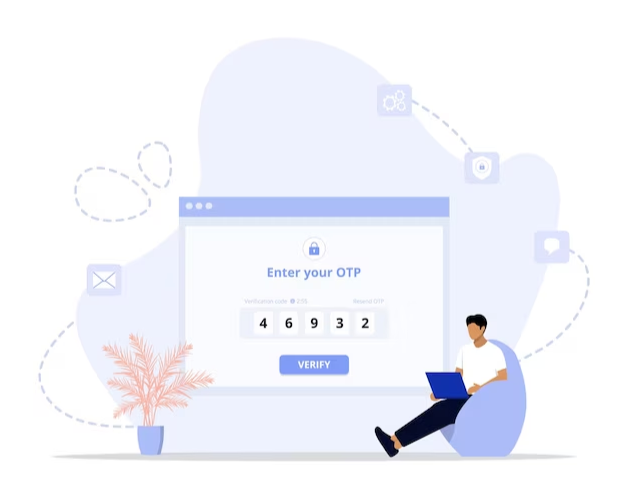 Enter your OTP
Verification code
Resend OTP
4 6 9 3 2
VERIFY